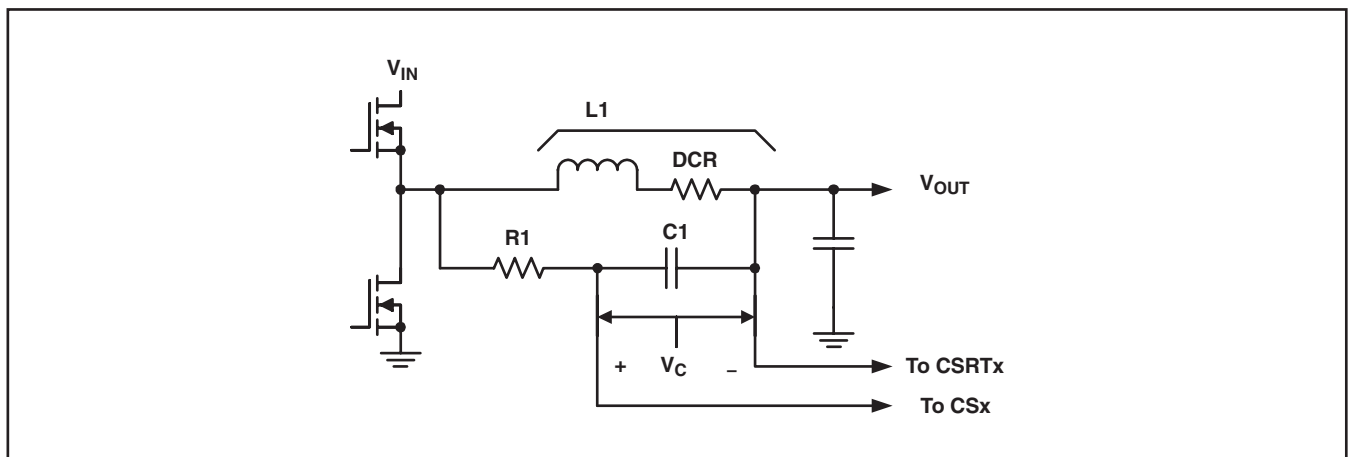 VIN
L1
DCR
VOUT
R1
C1
+ VC –
To CSRTx
To CSx